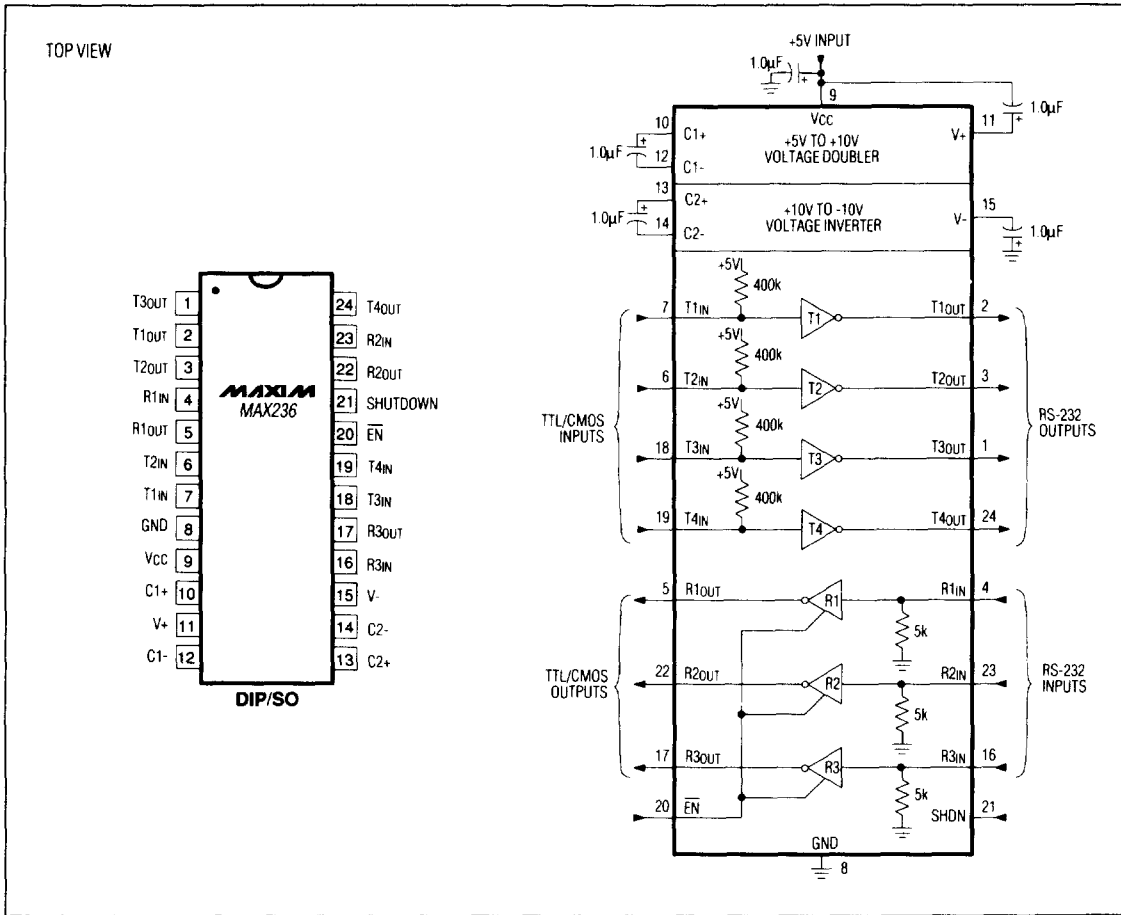 TOP VIEW
T3OUT 1
T1OUT 2
T2OUT 3
R1IN 4
R1OUT 5
T2IN 6
T1IN 7
GND 8
VCC 9
C1+ 10
V+ 11
C1- 12
MAXIM
MAX236
24 T4OUT
23 R2IN
22 R2OUT
21 SHUTDOWN
20 EN
19 T4IN
18 T3IN
17 R3OUT
16 R3IN
15 V-
14 C2-
13 C2+
DIP/SO
+5V INPUT
1.0µF
+
9
1.0µF
+
VCC
10 C1+
1.0µF
+
12 C1-
+5V TO +10V
VOLTAGE DOUBLER
V+ 11
13 C2+
1.0µF
+
14 C2-
+10V TO -10V
VOLTAGE INVERTER
V- 15
1.0µF
+
TTL/CMOS
INPUTS
+5V
400k
7 T1IN T1 T1OUT 2
+5V
400k
6 T2IN T2 T2OUT 3
+5V
400k
18 T3IN T3 T3OUT 1
+5V
400k
19 T4IN T4 T4OUT 24
RS-232
OUTPUTS
TTL/CMOS
OUTPUTS
5 R1OUT R1 R1IN 4
5k
22 R2OUT R2 R2IN 23
5k
17 R3OUT R3 R3IN 16
5k
RS-232
INPUTS
20 EN
SHDN 21
GND
8